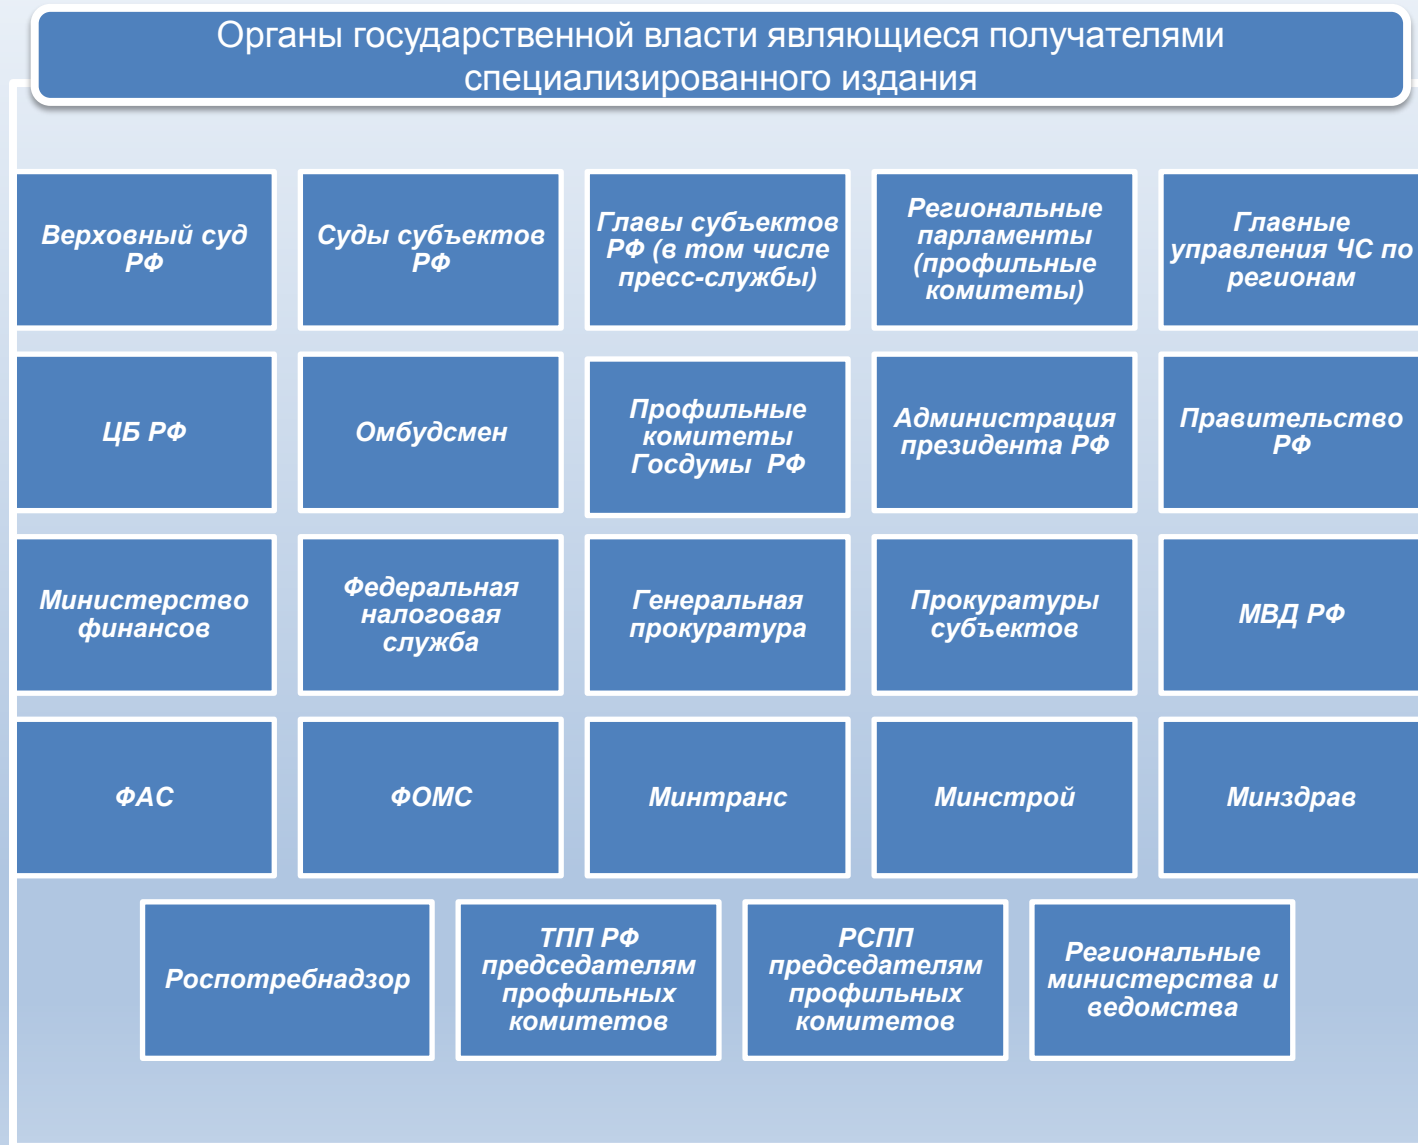 Органы государственной власти являющиеся получателями
специализированного издания
Верховный суд
РФ
Суды субъектов
РФ
Главы субъектов
РФ (в том числе
пресс-службы)
Региональные
парламенты
(профильные
комитеты)
Главные
управления ЧС по
регионам
ЦБ РФ
Омбудсмен
Профильные
комитеты
Госдумы РФ
Администрация
президента РФ
Правительство
РФ
Министерство
финансов
Федеральная
налоговая
служба
Генеральная
прокуратура
Прокуратуры
субъектов
МВД РФ
ФАС
ФОМС
Минтранс
Минстрой
Минздрав
Роспотребнадзор
ТПП РФ
председателям
профильных
комитетов
РСПП
председателям
профильных
комитетов
Региональные
министерства и
ведомства